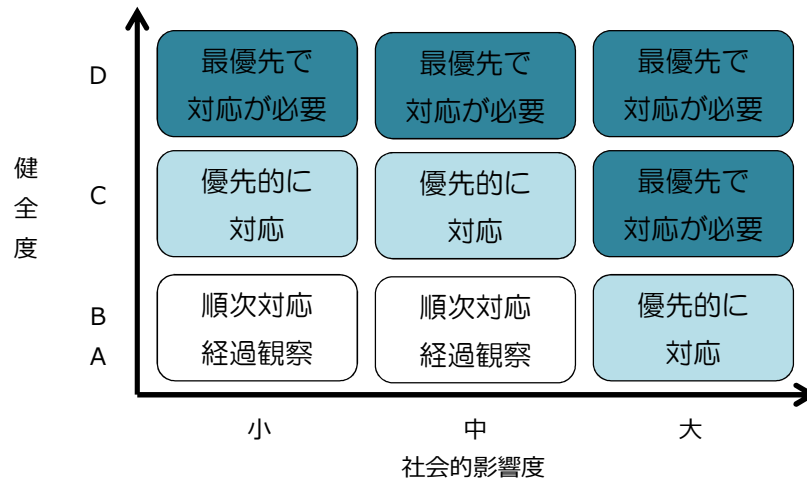 健全度
D
最優先で
対応が必要
最優先で
対応が必要
最優先で
対応が必要
C
優先的に
対応
優先的に
対応
最優先で
対応が必要
B
A
順次対応
経過観察
順次対応
経過観察
優先的に
対応
小
中
大
社会的影響度